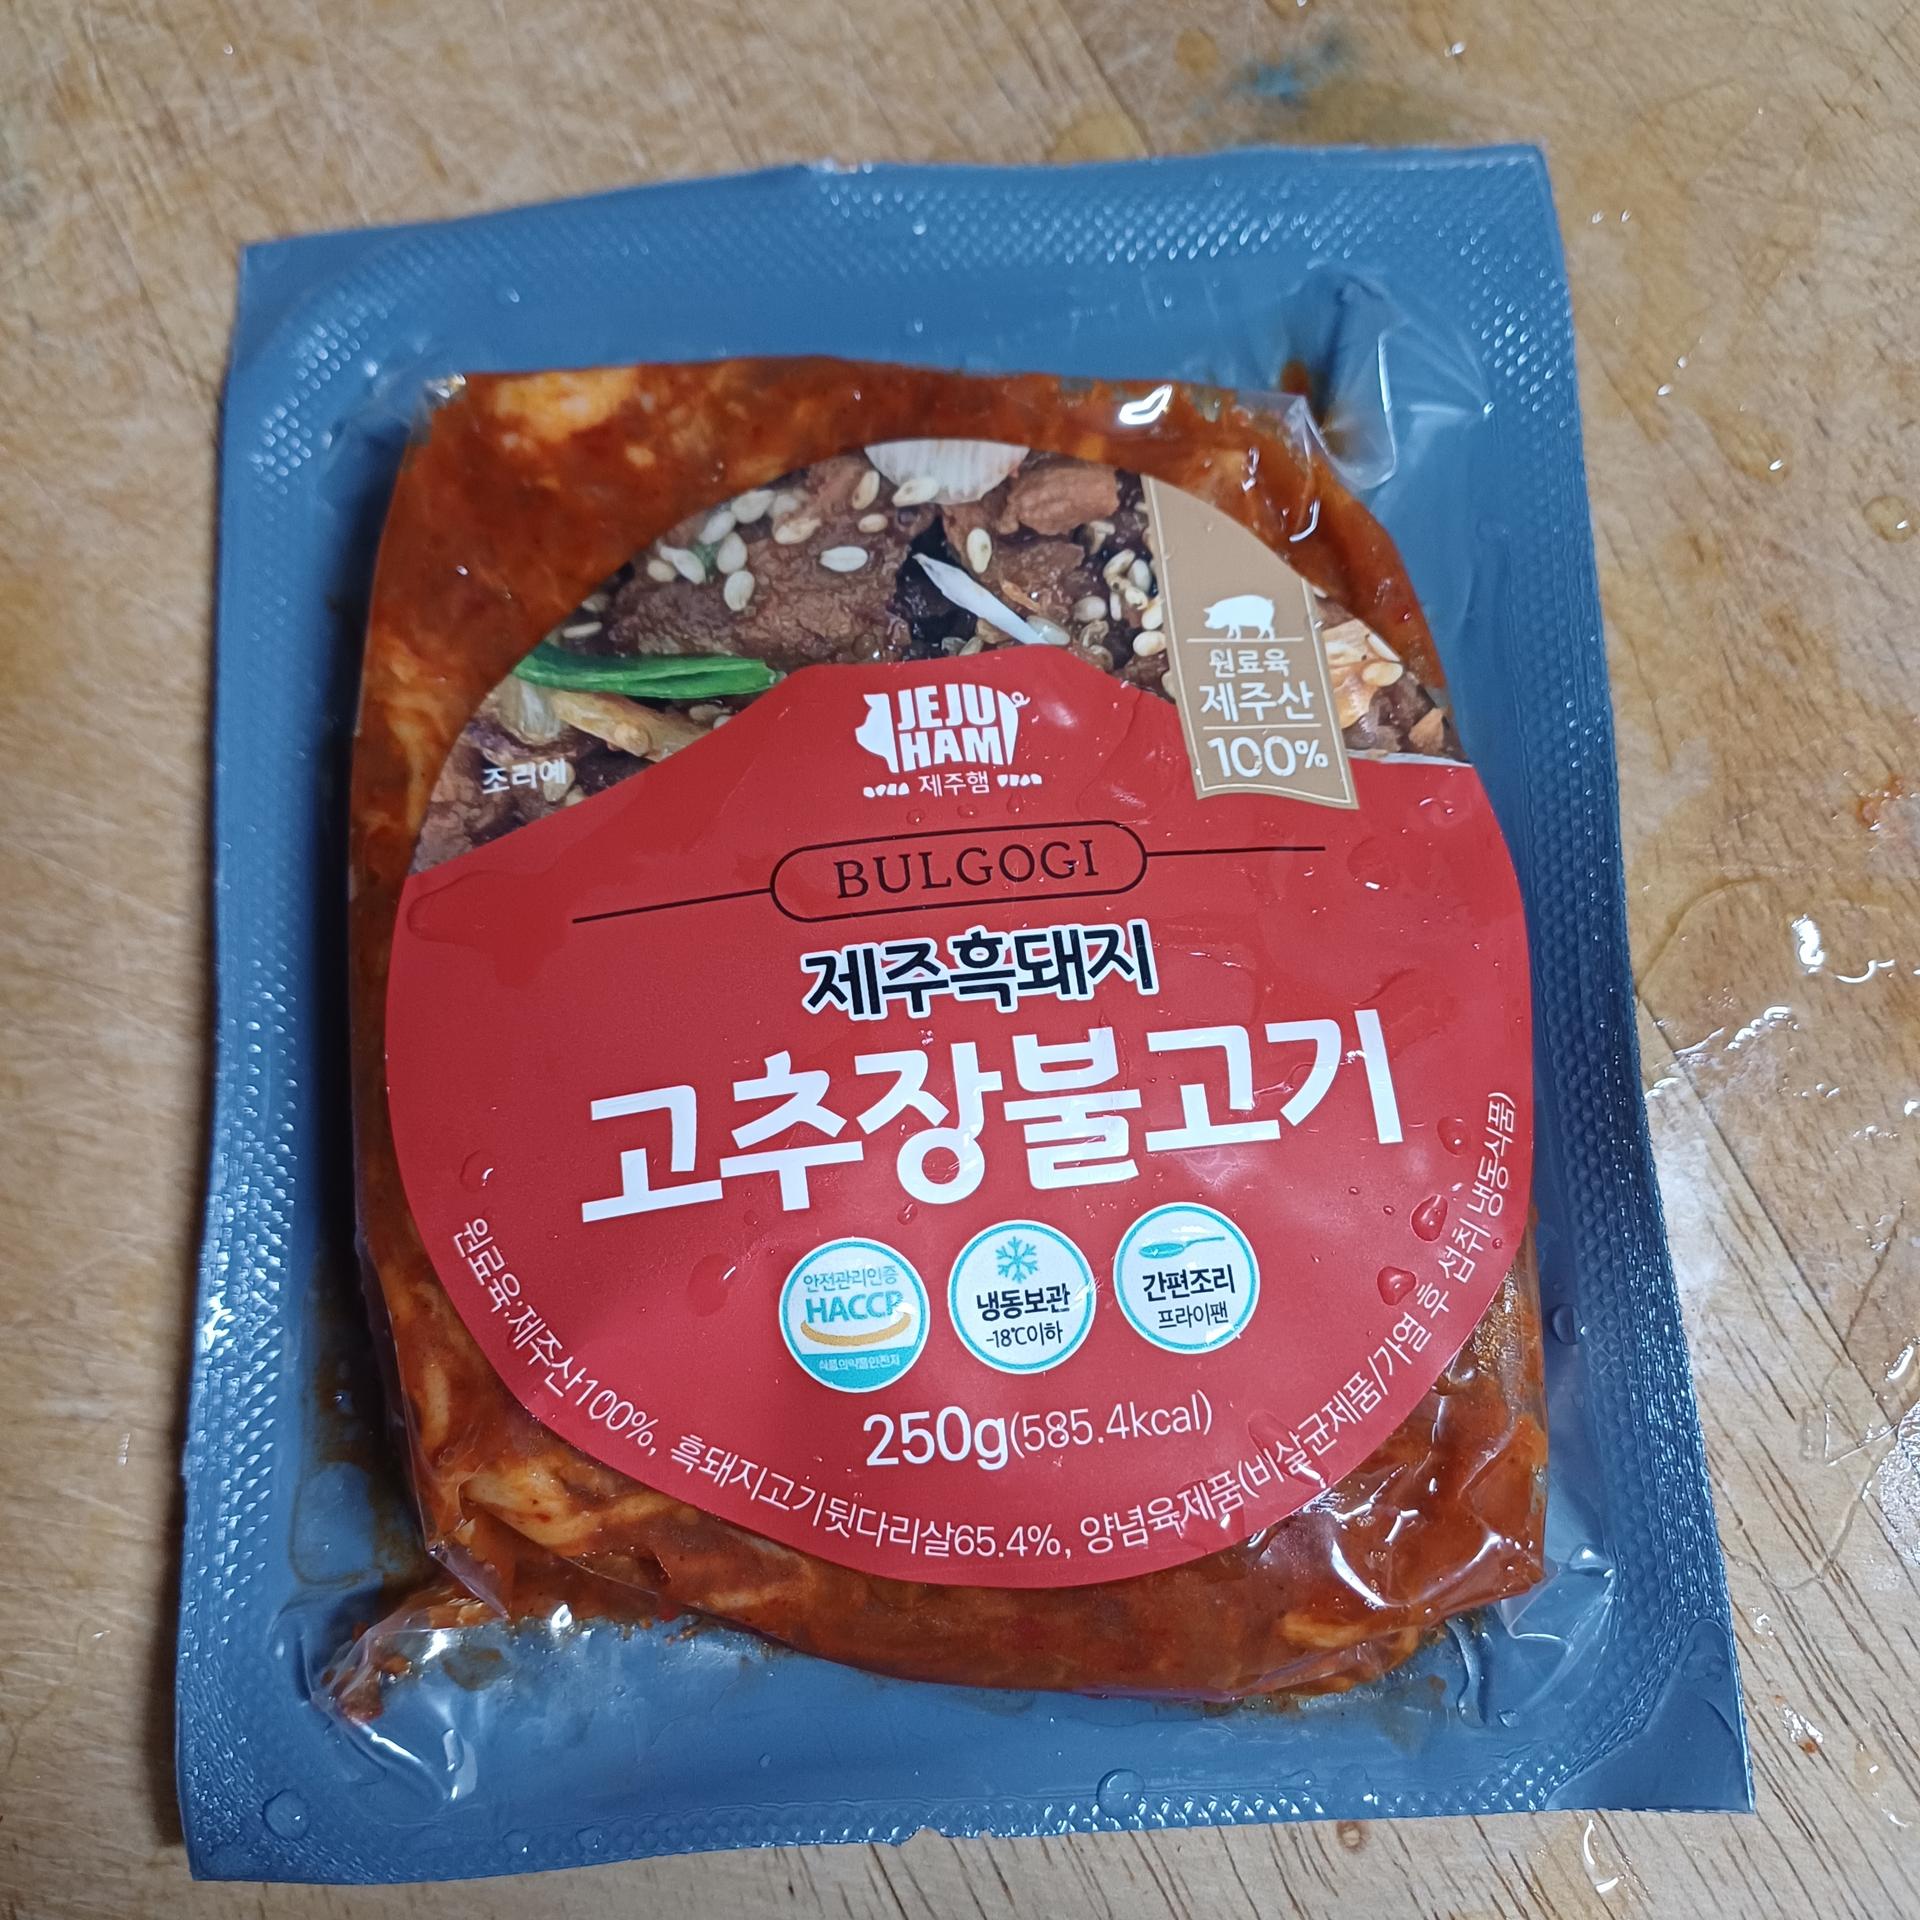 원료육
제주산
100%
JEJU
HAM
제주햄
조리예
BULGOGI
제주흑돼지
고추장불고기
안전관리인증
HACCP
식품의약품안전처
냉동보관
-18℃이하
간편조리
프라이팬
250g(585.4kcal)
원료육:제주산100%, 흑돼지고기뒷다리살65.4%, 양념육제품(비살균제품/가열 후 섭취 냉동식품)